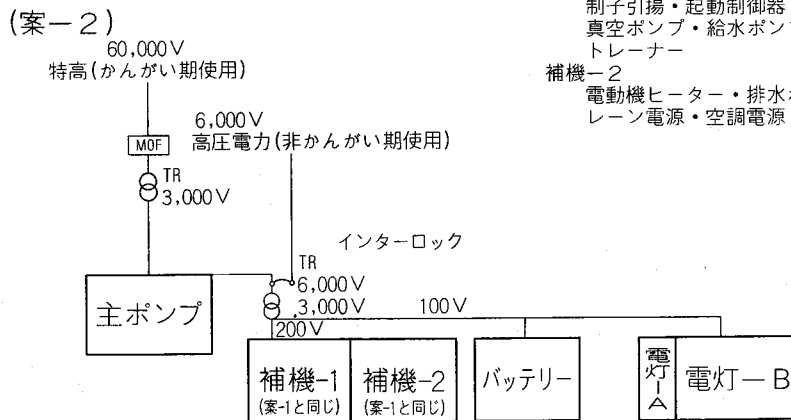 (案−2)
60,000V
特高(かんがい期使用)
MOF
TR
3,000V
6,000V
高圧電力(非かんがい期使用)
制子引揚・起動制御器
真空ポンプ・給水ポン
トレーナー
補機−2
電動機ヒーター・排水
レーン電源・空調電源
インターロック
TR
6,000V
3,000V
100V
200V
主ポンプ
補機-1
(案-1と同じ)
補機-2
(案-1と同じ)
バッテリー
電灯−A
電灯−B